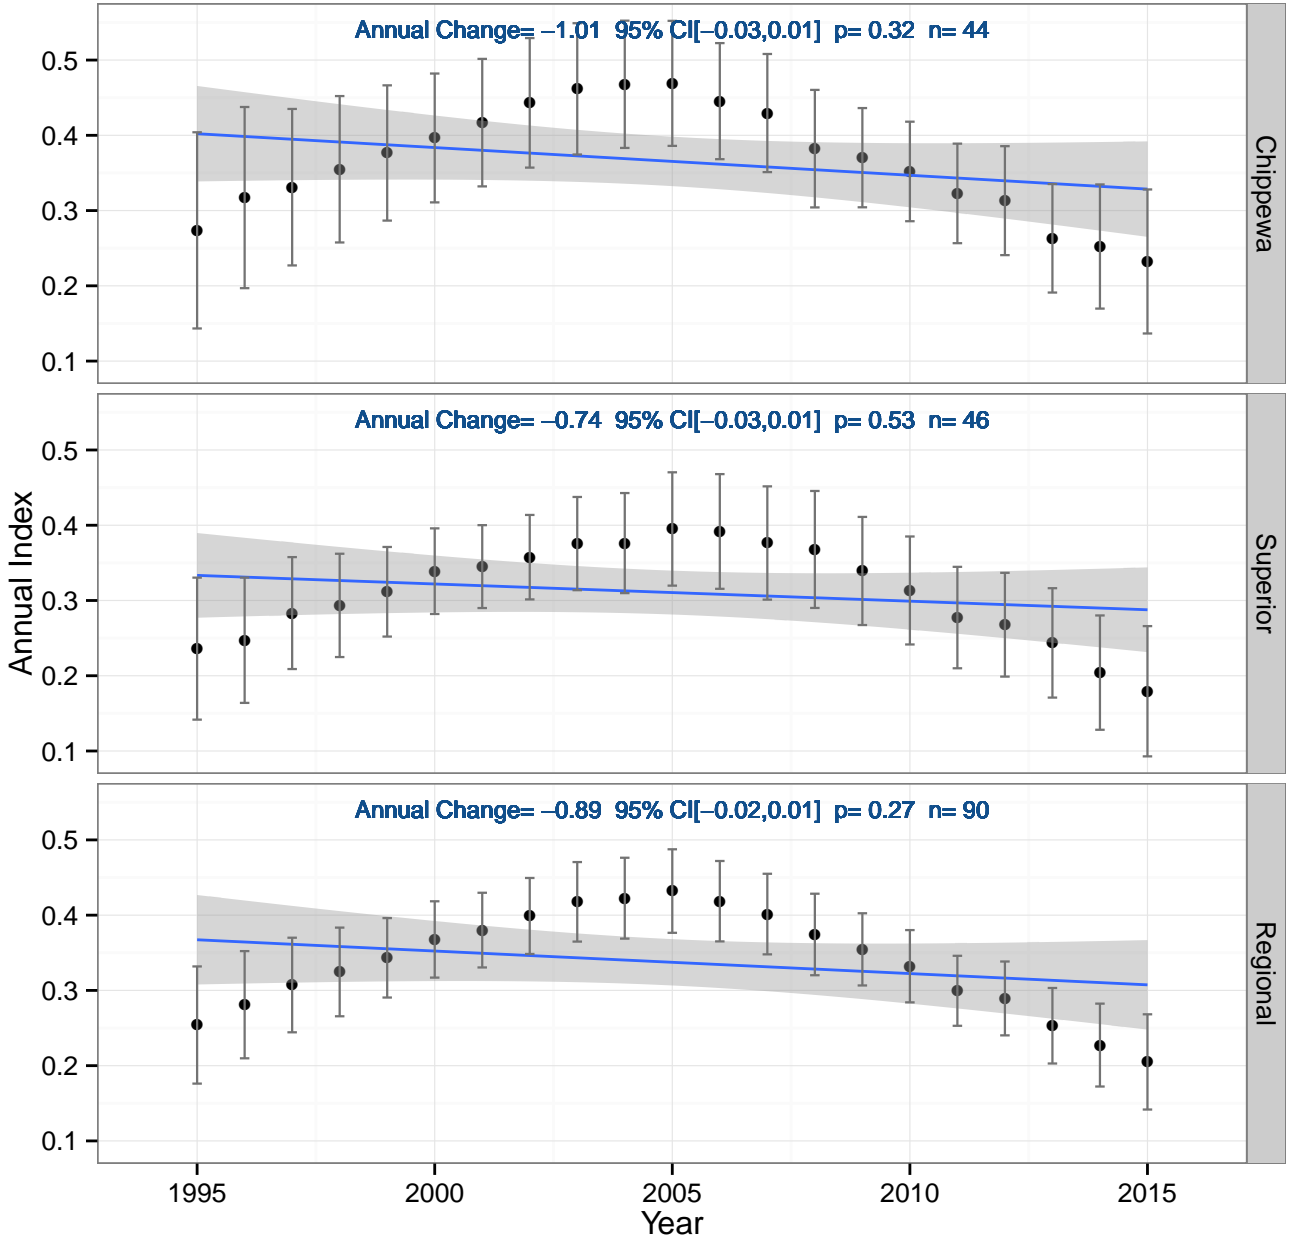 Annual Change= −1.01 95% CI[−0.03,0.01] p= 0.32 n= 44
0.5
0.4
0.3
0.2
0.1
Chippewa
Annual Change= −0.74 95% CI[−0.03,0.01] p= 0.53 n= 46
0.5
0.4
0.3
0.2
0.1
Superior
Annual Index
Annual Change= −0.89 95% CI[−0.02,0.01] p= 0.27 n= 90
0.5
0.4
0.3
0.2
0.1
Regional
1995 2000 2005 2010 2015
Year